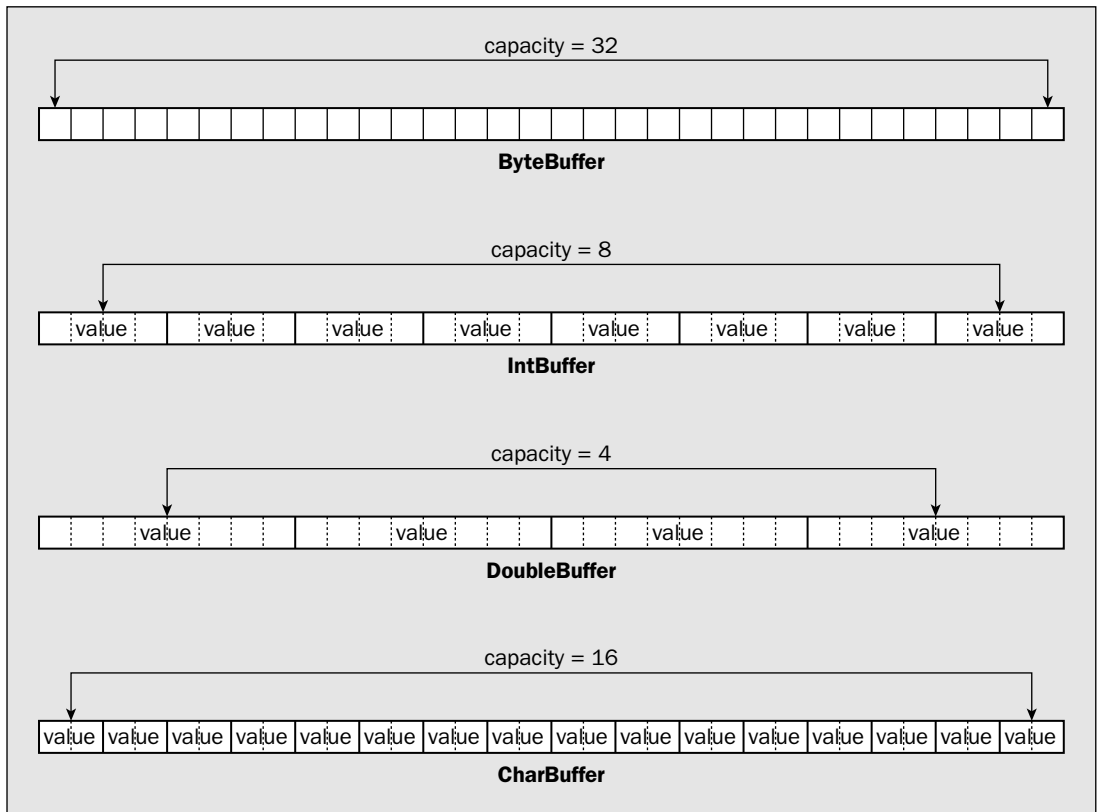 capacity = 32
ByteBuffer
capacity = 8
value value value value value value value value
IntBuffer
capacity = 4
value value value value
DoubleBuffer
capacity = 16
value value value value value value value value value value value value value value value value
CharBuffer